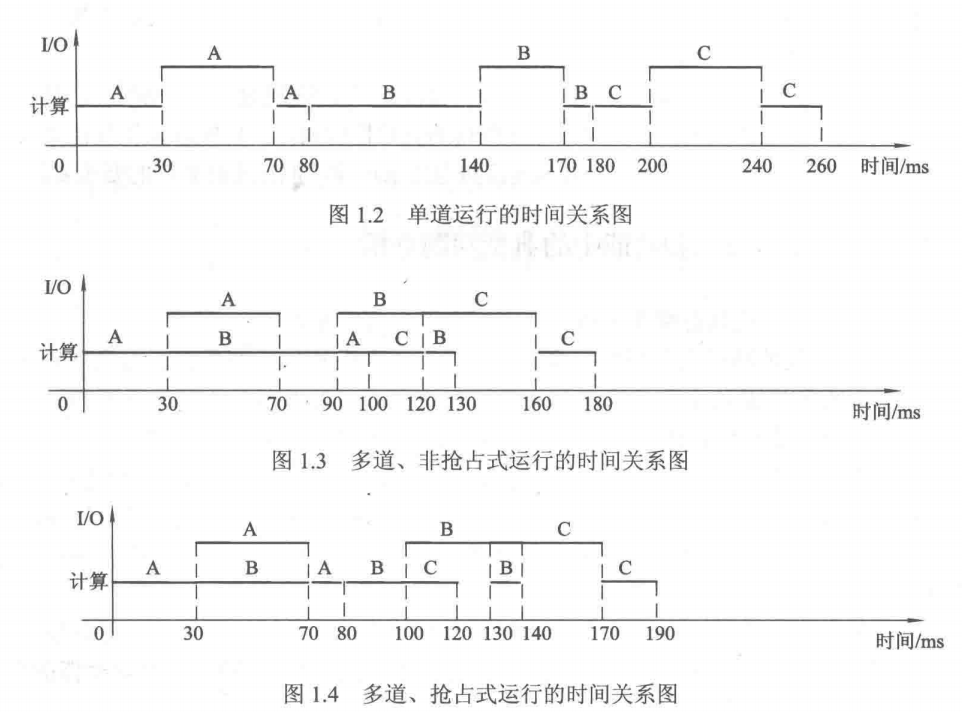 I/O
A B C
计算 A A B B C C
0 30 70 80 140 170 180 200 240 260 时间/ms
图 1.2 单道运行的时间关系图
I/O
A B C
计算 A B A C B C
0 30 70 90 100 120 130 160 180 时间/ms
图 1.3 多道、非抢占式运行的时间关系图
I/O
A B C
计算 A B A B C B C
0 30 70 80 100 120 130 140 170 190 时间/ms
图 1.4 多道、抢占式运行的时间关系图